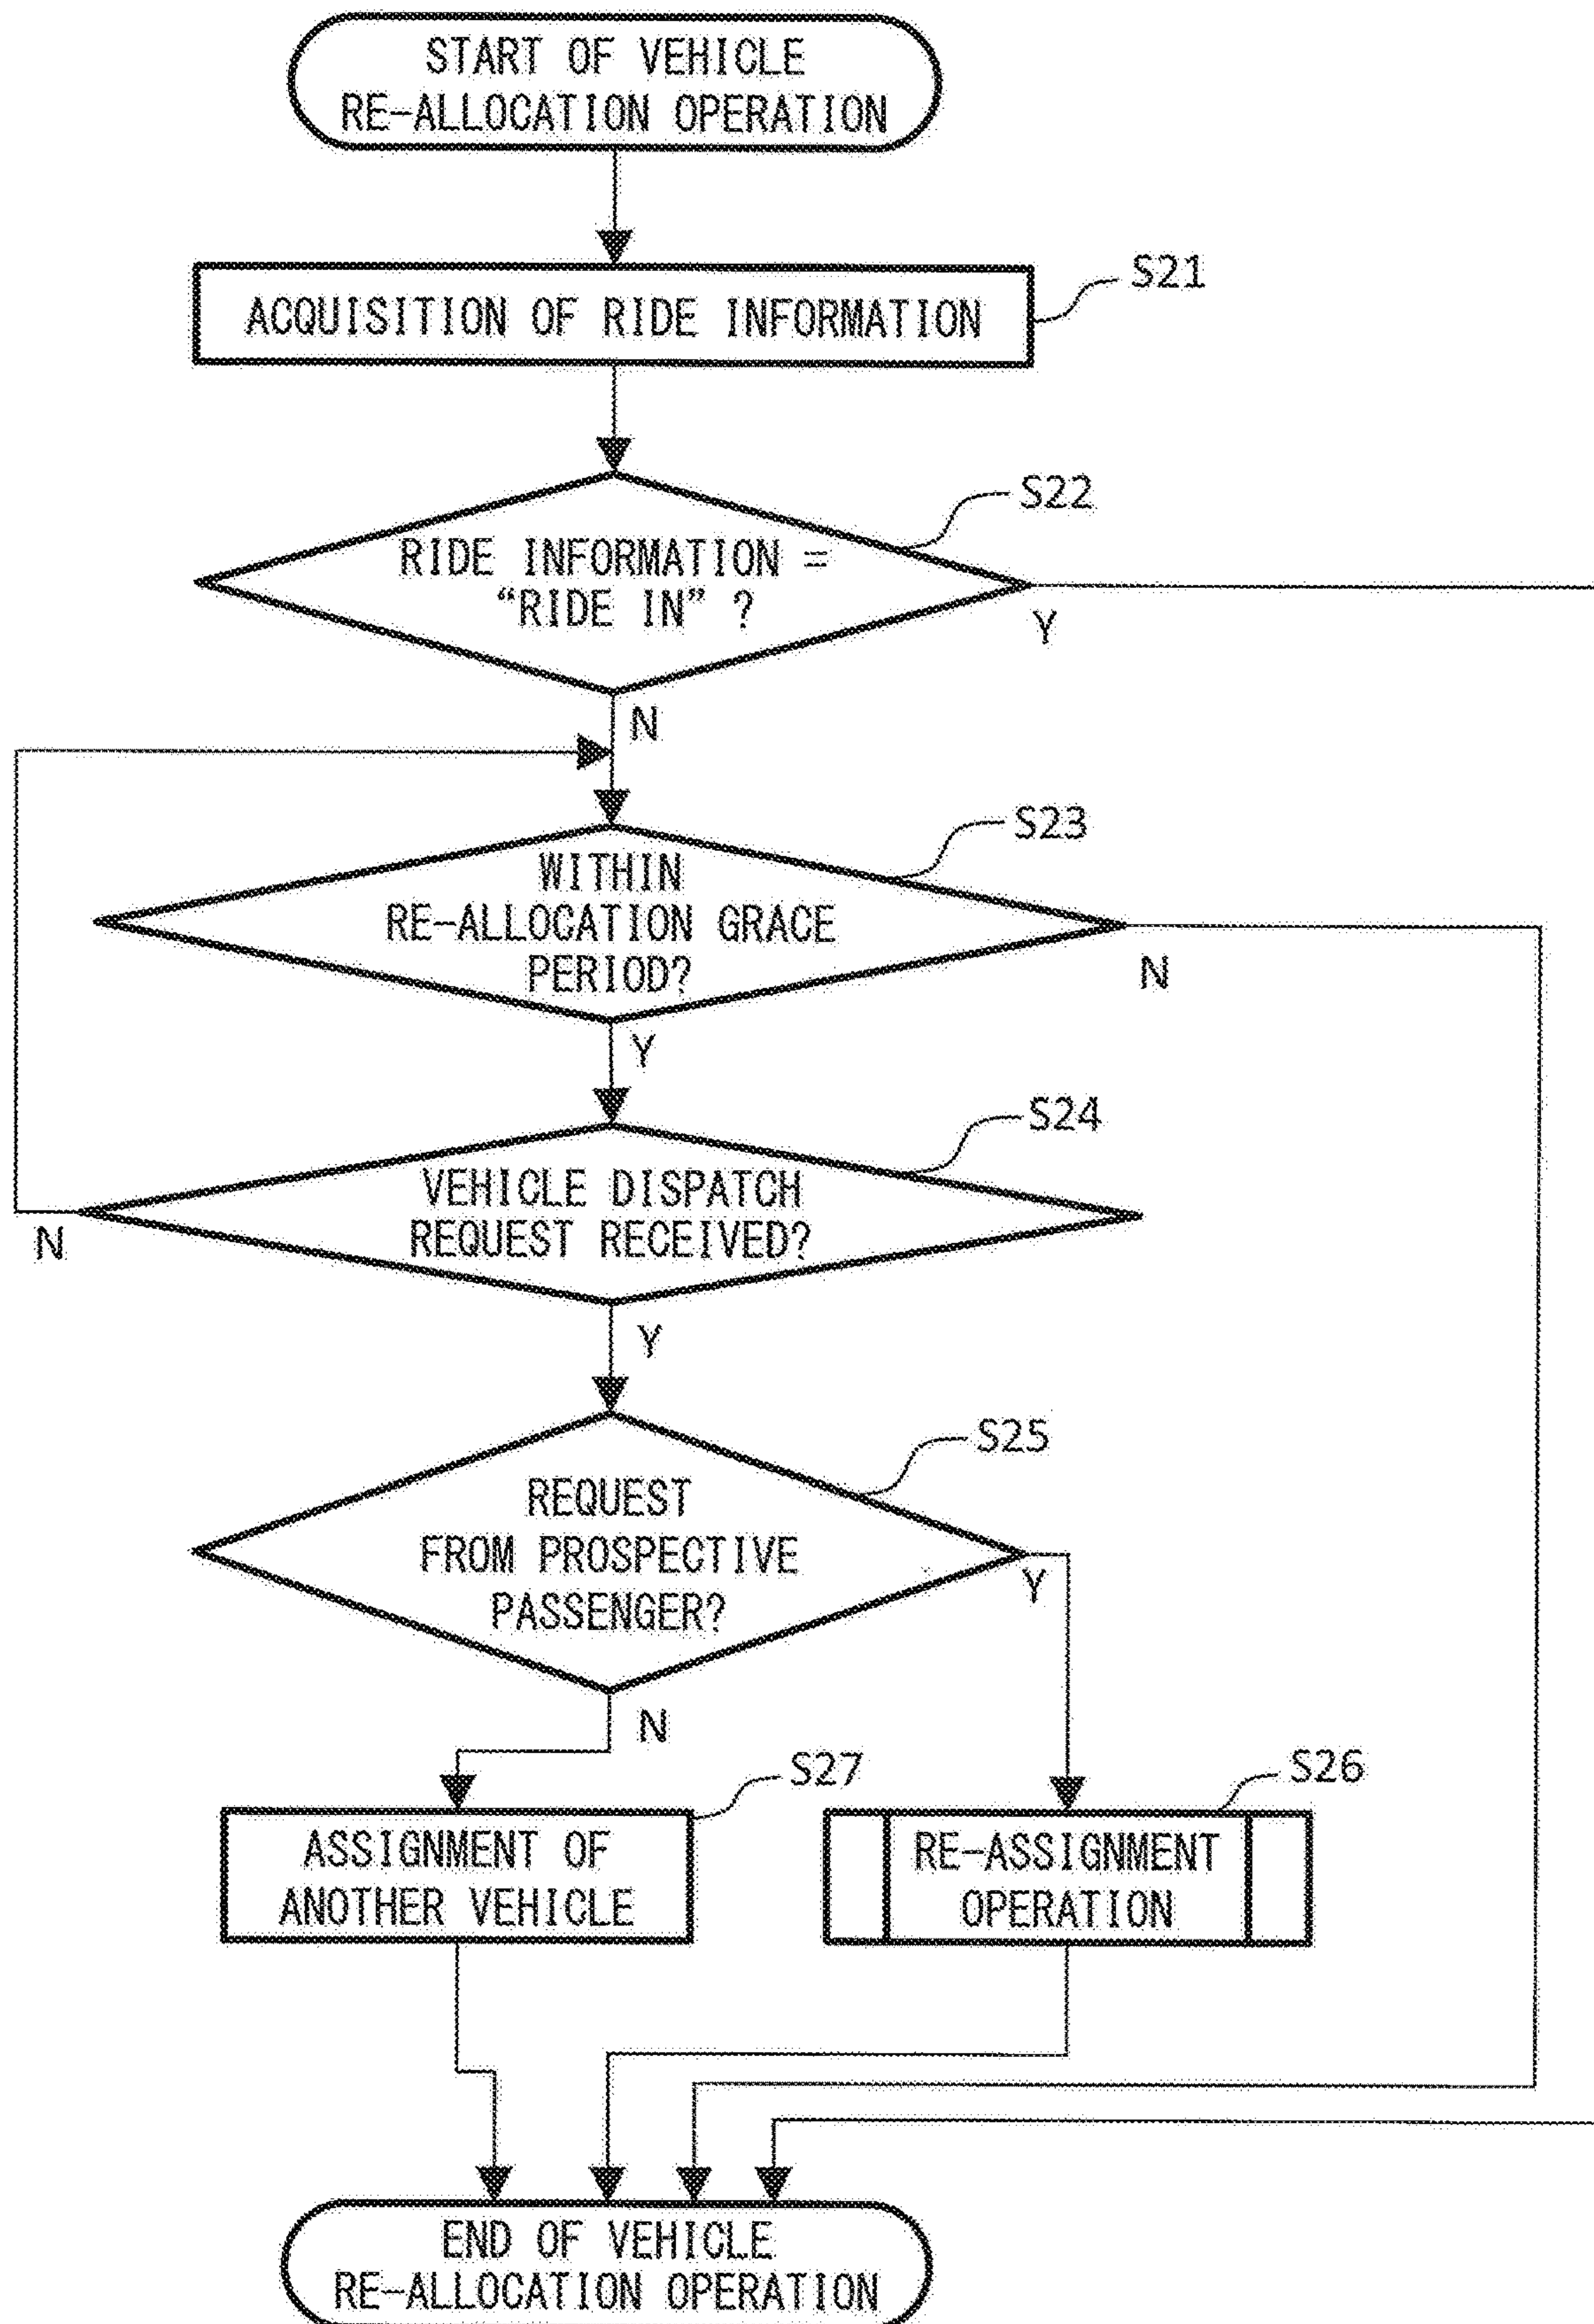 START OF VEHICLE
RE-ALLOCATION OPERATION
ACQUISITION OF RIDE INFORMATION
S21
RIDE INFORMATION =
“RIDE IN” ?
S22
Y
N
WITHIN
RE-ALLOCATION GRACE
PERIOD?
S23
N
Y
VEHICLE DISPATCH
REQUEST RECEIVED?
S24
N
Y
REQUEST
FROM PROSPECTIVE
PASSENGER?
S25
Y
N
ASSIGNMENT OF
ANOTHER VEHICLE
S27
RE-ASSIGNMENT
OPERATION
S26
END OF VEHICLE
RE-ALLOCATION OPERATION